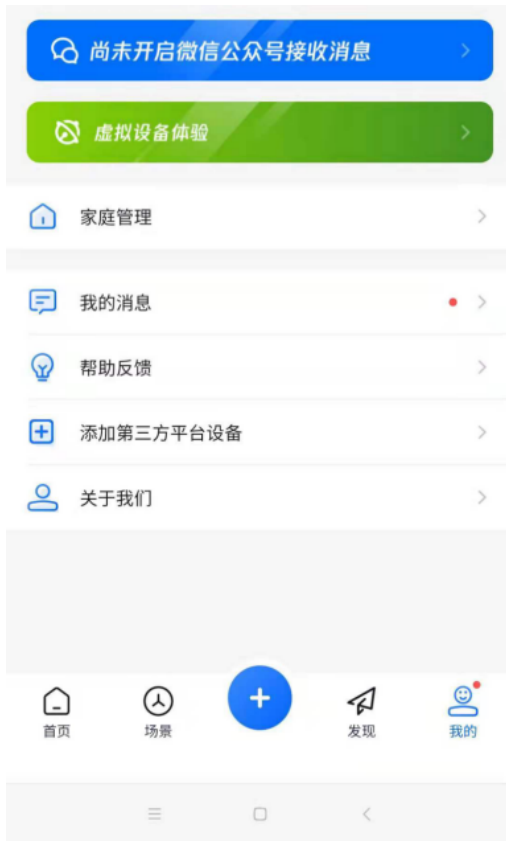 尚未开启微信公众号接收消息
虚拟设备体验
家庭管理
我的消息
帮助反馈
添加第三方平台设备
关于我们
首页
场景
发现
我的